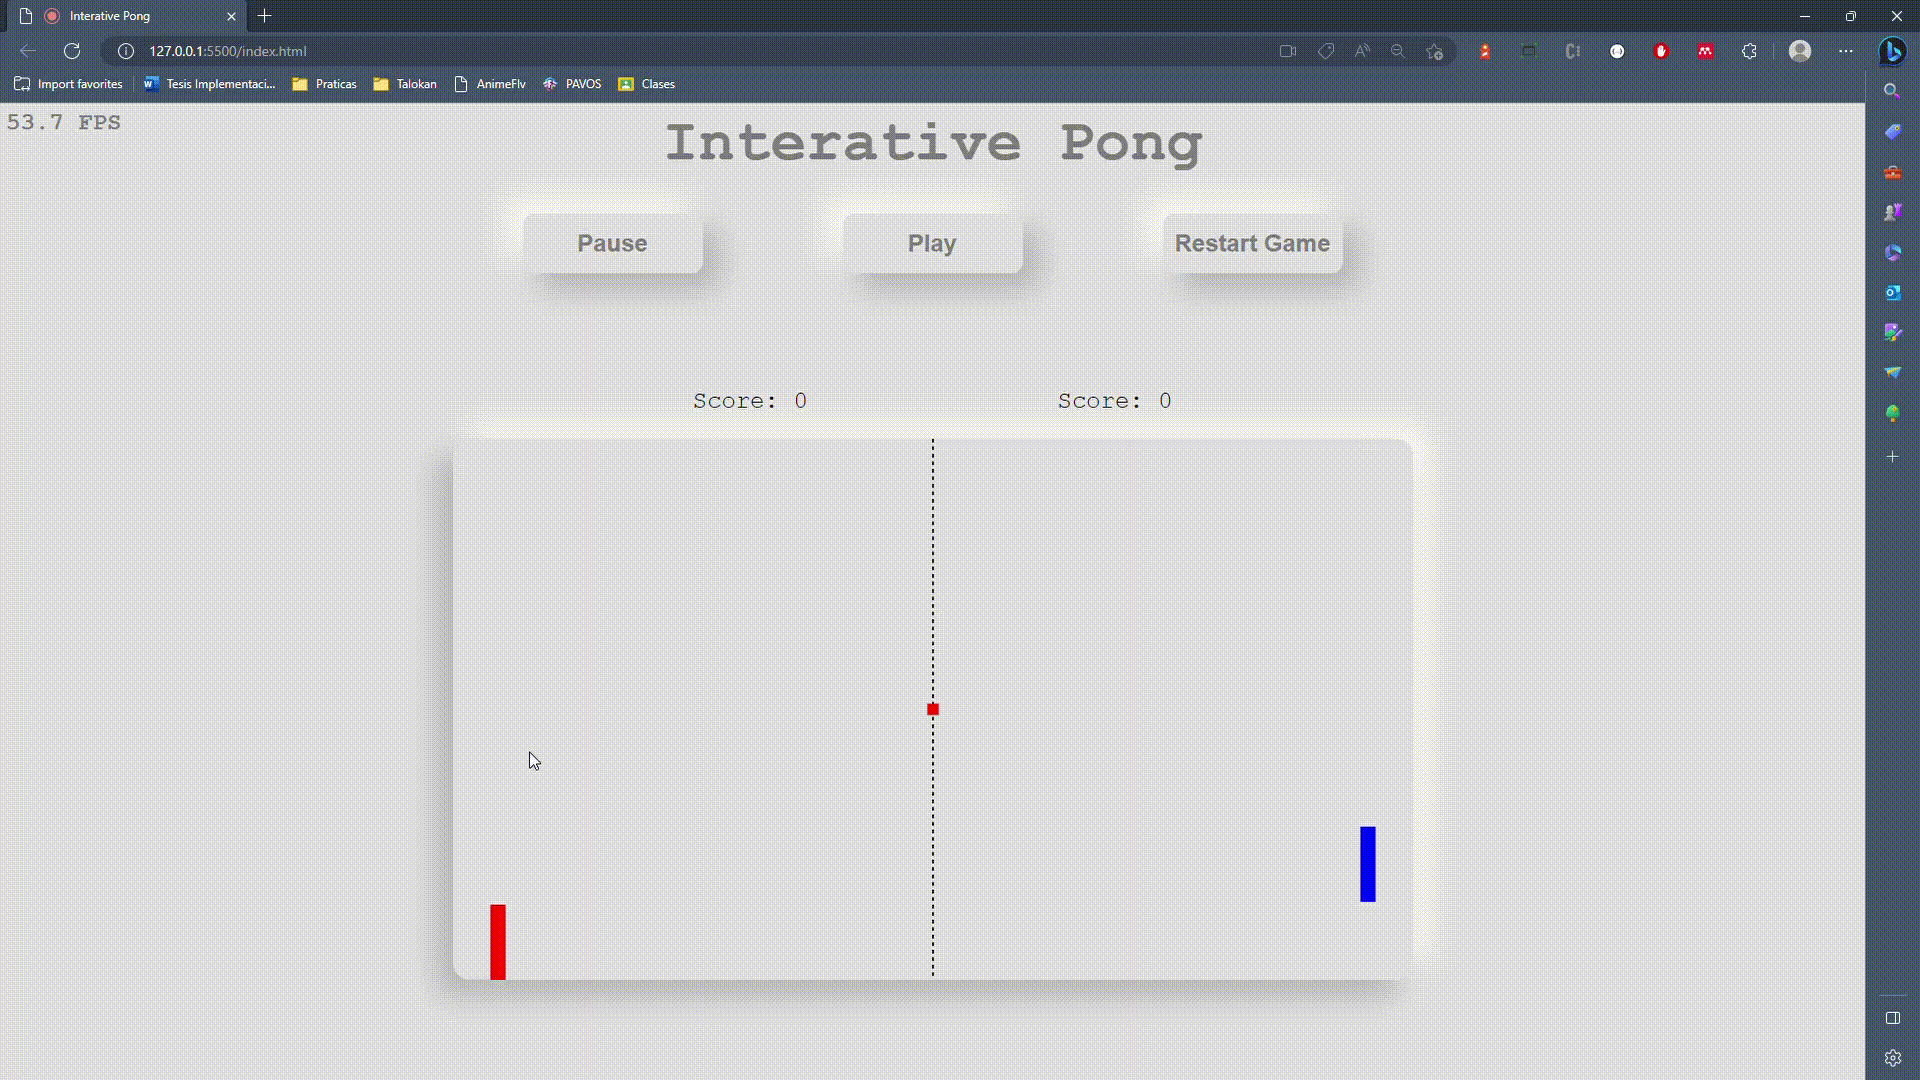 Interative Pong
127.0.0.1:5500/index.html
Import favorites
Tesis Implementaci...
Praticas
Talokan
AnimeFlv
PAVOS
Clases
53.7 FPS
Interative Pong
Pause
Play
Restart Game
Score: 0
Score: 0